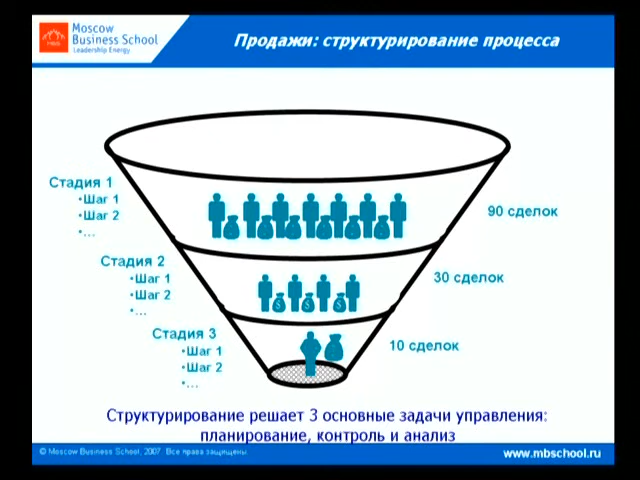 Moscow
Business School
Leadership Energy
Продажи: структурирование процесса
Стадия 1
•Шаг 1
•Шаг 2
•...
90 сделок
Стадия 2
•Шаг 1
•Шаг 2
•...
30 сделок
Стадия 3
•Шаг 1
•Шаг 2
•...
10 сделок
Структурирование решает 3 основные задачи управления:
планирование, контроль и анализ
© Moscow Business School, 2007. Все права защищены.
www.mbschool.ru